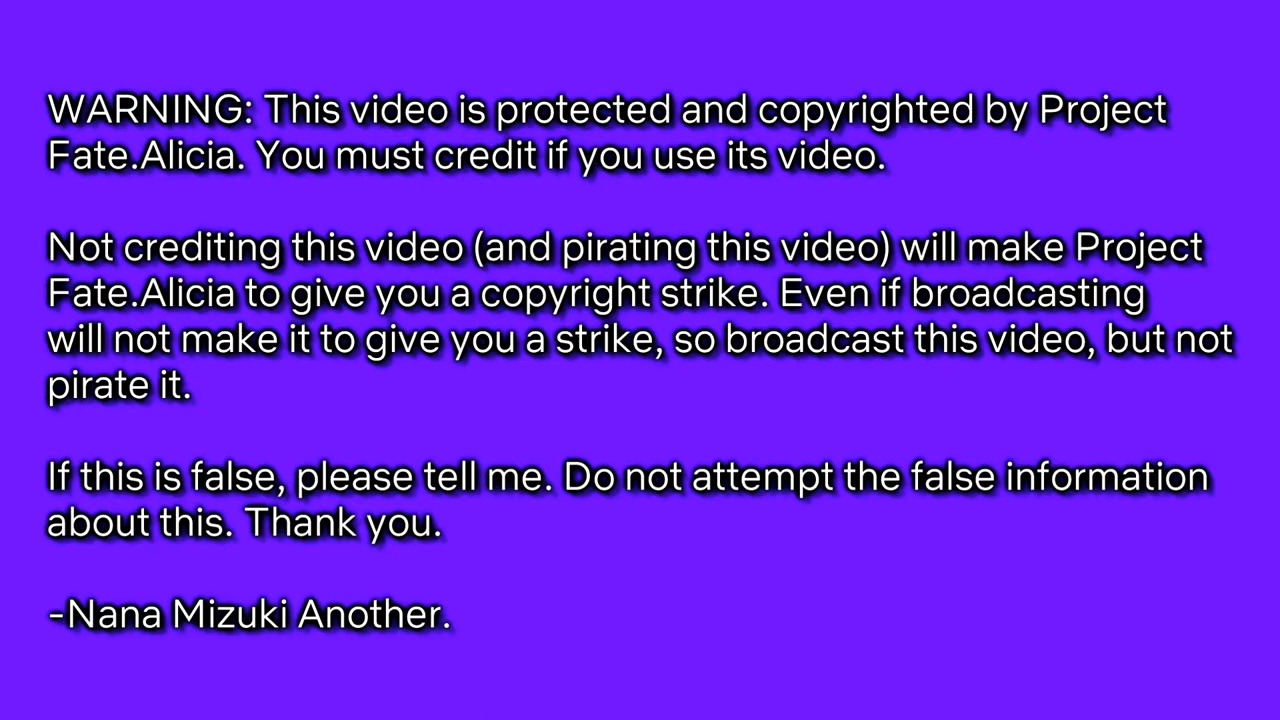 WARNING: This video is protected and copyrighted by Project
Fate.Alicia. You must credit if you use its video.
Not crediting this video (and pirating this video) will make Project
Fate.Alicia to give you a copyright strike. Even if broadcasting
will not make it to give you a strike, so broadcast this video, but not
pirate it.
If this is false, please tell me. Do not attempt the false information
about this. Thank you.
-Nana Mizuki Another.